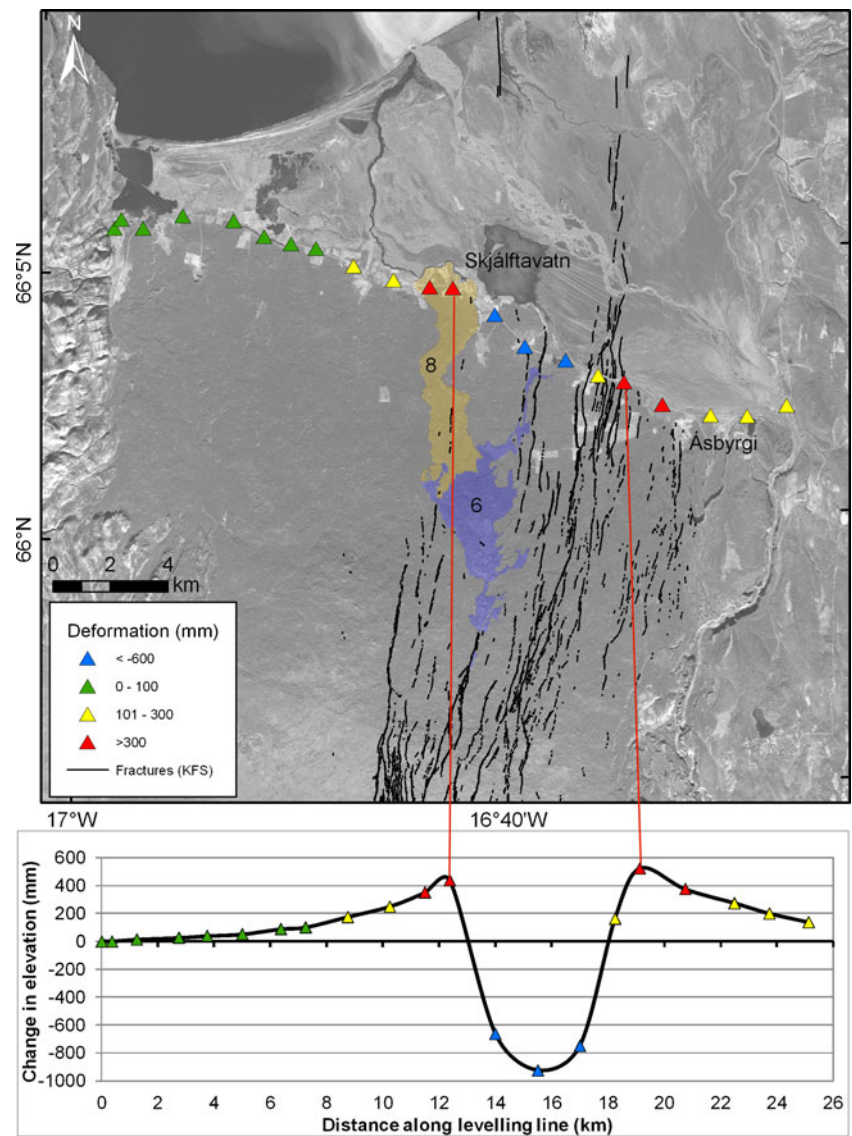 N
Skjálftavatn
66°5'N
8
Ásbyrgi
6
66°N
0 2 4
km
Deformation (mm)
< -600
0 - 100
101 - 300
>300
Fractures (KFS)
17°W
16°40'W
600
400
200
0
-200
-400
-600
-800
-1000
Change in elevation (mm)
0 2 4 6 8 10 12 14 16 18 20 22 24 26
Distance along levelling line (km)